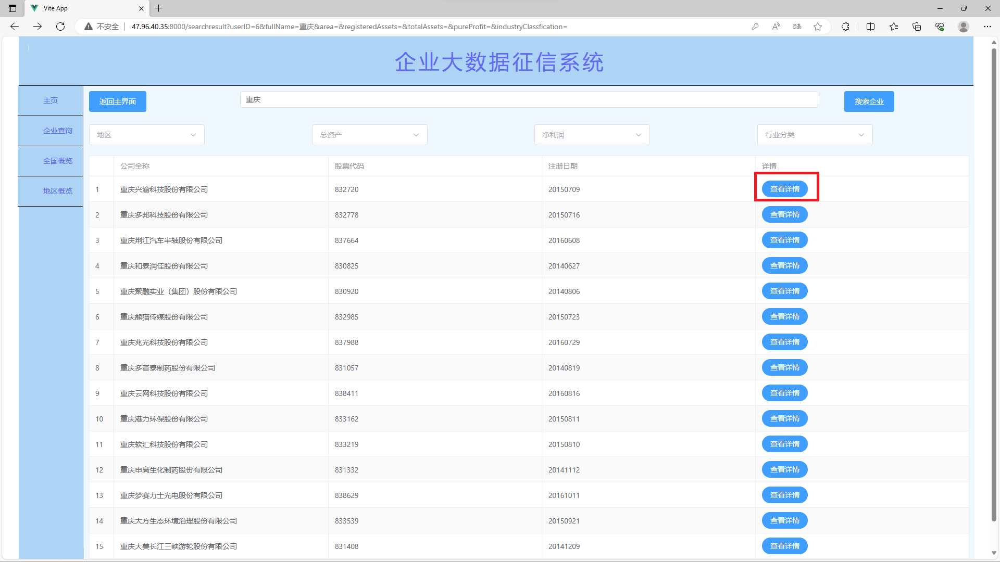 Vite App
不安全 47.96.40.35:8000/searchresult?userID=6&fullName=重庆&area=&registeredAssets=&totalAssets=&pureProfit=&industryClassfication=
企业大数据征信系统
主页
企业查询
全国概览
地区概览
返回主界面 重庆 搜索企业
地区 总资产 净利润 行业分类
公司全称 股票代码 注册日期 详情
1 重庆兴渝科技股份有限公司 832720 20150709 查看详情
2 重庆多邦科技股份有限公司 832778 20150716 查看详情
3 重庆荆江汽车半轴股份有限公司 837664 20160608 查看详情
4 重庆和泰润佳股份有限公司 830825 20140627 查看详情
5 重庆聚融实业（集团）股份有限公司 830920 20140806 查看详情
6 重庆熊猫传媒股份有限公司 832985 20150723 查看详情
7 重庆兆光科技股份有限公司 837988 20160729 查看详情
8 重庆多普泰制药股份有限公司 831057 20140819 查看详情
9 重庆云网科技股份有限公司 838411 20160816 查看详情
10 重庆港力环保股份有限公司 833162 20150811 查看详情
11 重庆软汇科技股份有限公司 833219 20150810 查看详情
12 重庆申高生化制药股份有限公司 831332 20141112 查看详情
13 重庆梦赛力士光电股份有限公司 838629 20161011 查看详情
14 重庆大方生态环境治理股份有限公司 833539 20150921 查看详情
15 重庆大美长江三峡游轮股份有限公司 831408 20141209 查看详情